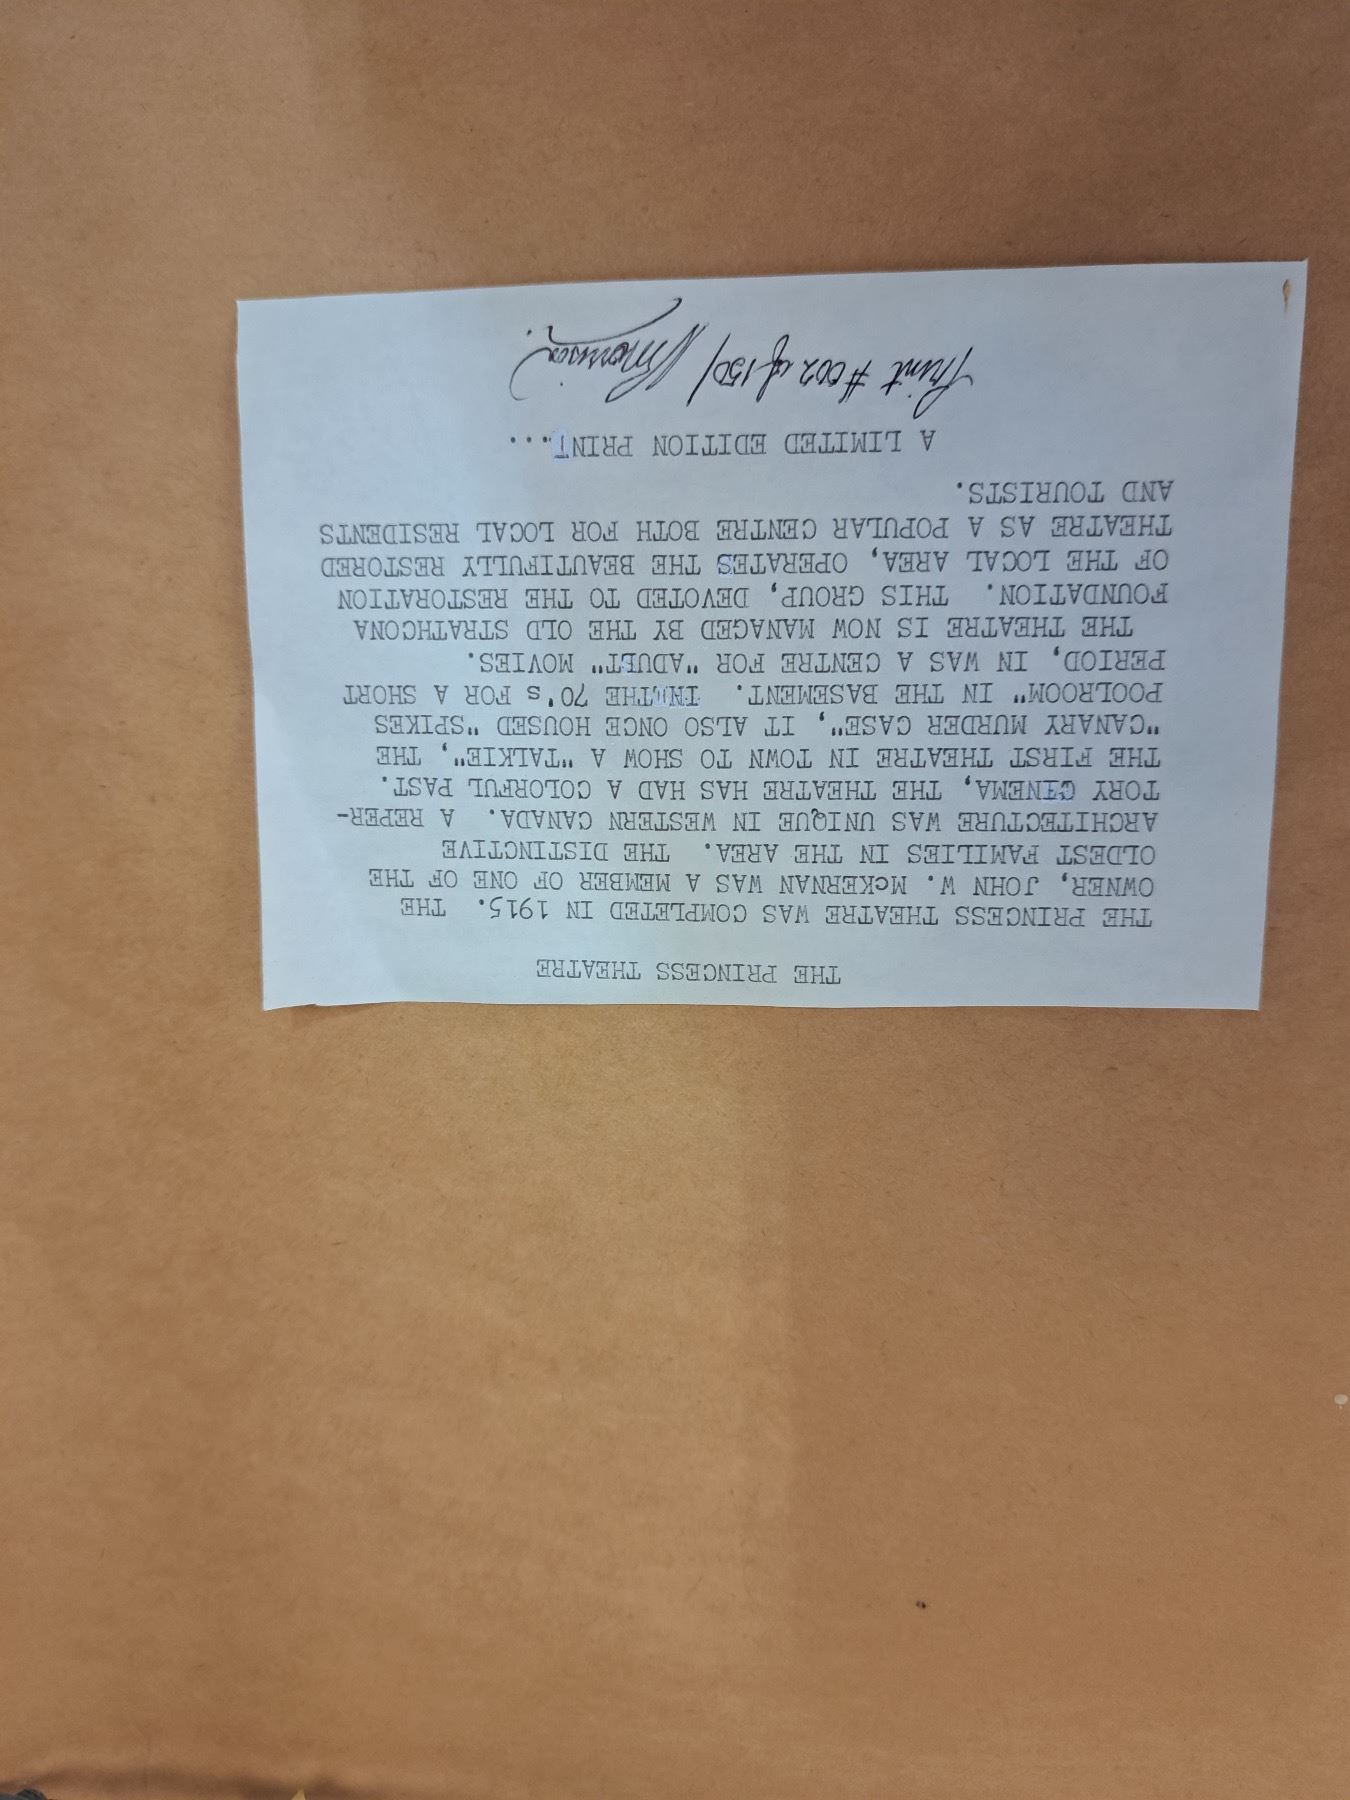 THE PRINCESS THEATRE
THE PRINCESS THEATRE WAS COMPLETED IN 1915. THE
OWNER, JOHN W. McKERNAN WAS A MEMBER OF ONE OF THE
OLDEST FAMILIES IN THE AREA. THE DISTINCTIVE
ARCHITECTURE WAS UNIQUE IN WESTERN CANADA. A REPER-
TORY CINEMA, THE THEATRE HAS HAD A COLORFUL PAST.
THE FIRST THEATRE IN TOWN TO SHOW A "TALKIE", THE
"CANARY MURDER CASE", IT ALSO ONCE HOUSED "SPIKES
POOLROOM" IN THE BASEMENT. IN THE 70's FOR A SHORT
PERIOD, IN WAS A CENTRE FOR "ADULT" MOVIES.
THE THEATRE IS NOW MANAGED BY THE OLD STRATHCONA
FOUNDATION. THIS GROUP, DEVOTED TO THE RESTORATION
OF THE LOCAL AREA, OPERATES THE BEAUTIFULLY RESTORED
THEATRE AS A POPULAR CENTRE BOTH FOR LOCAL RESIDENTS
AND TOURISTS.
A LIMITED EDITION PRINT...
Print #002 of 150/